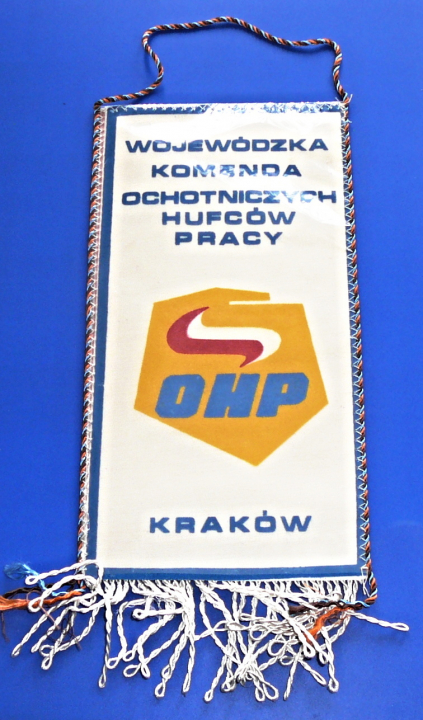 WOJEWÓDZKA
KOMENDA
OCHOTNICZYCH
HUFCÓW
PRACY
OHP
KRAKÓW